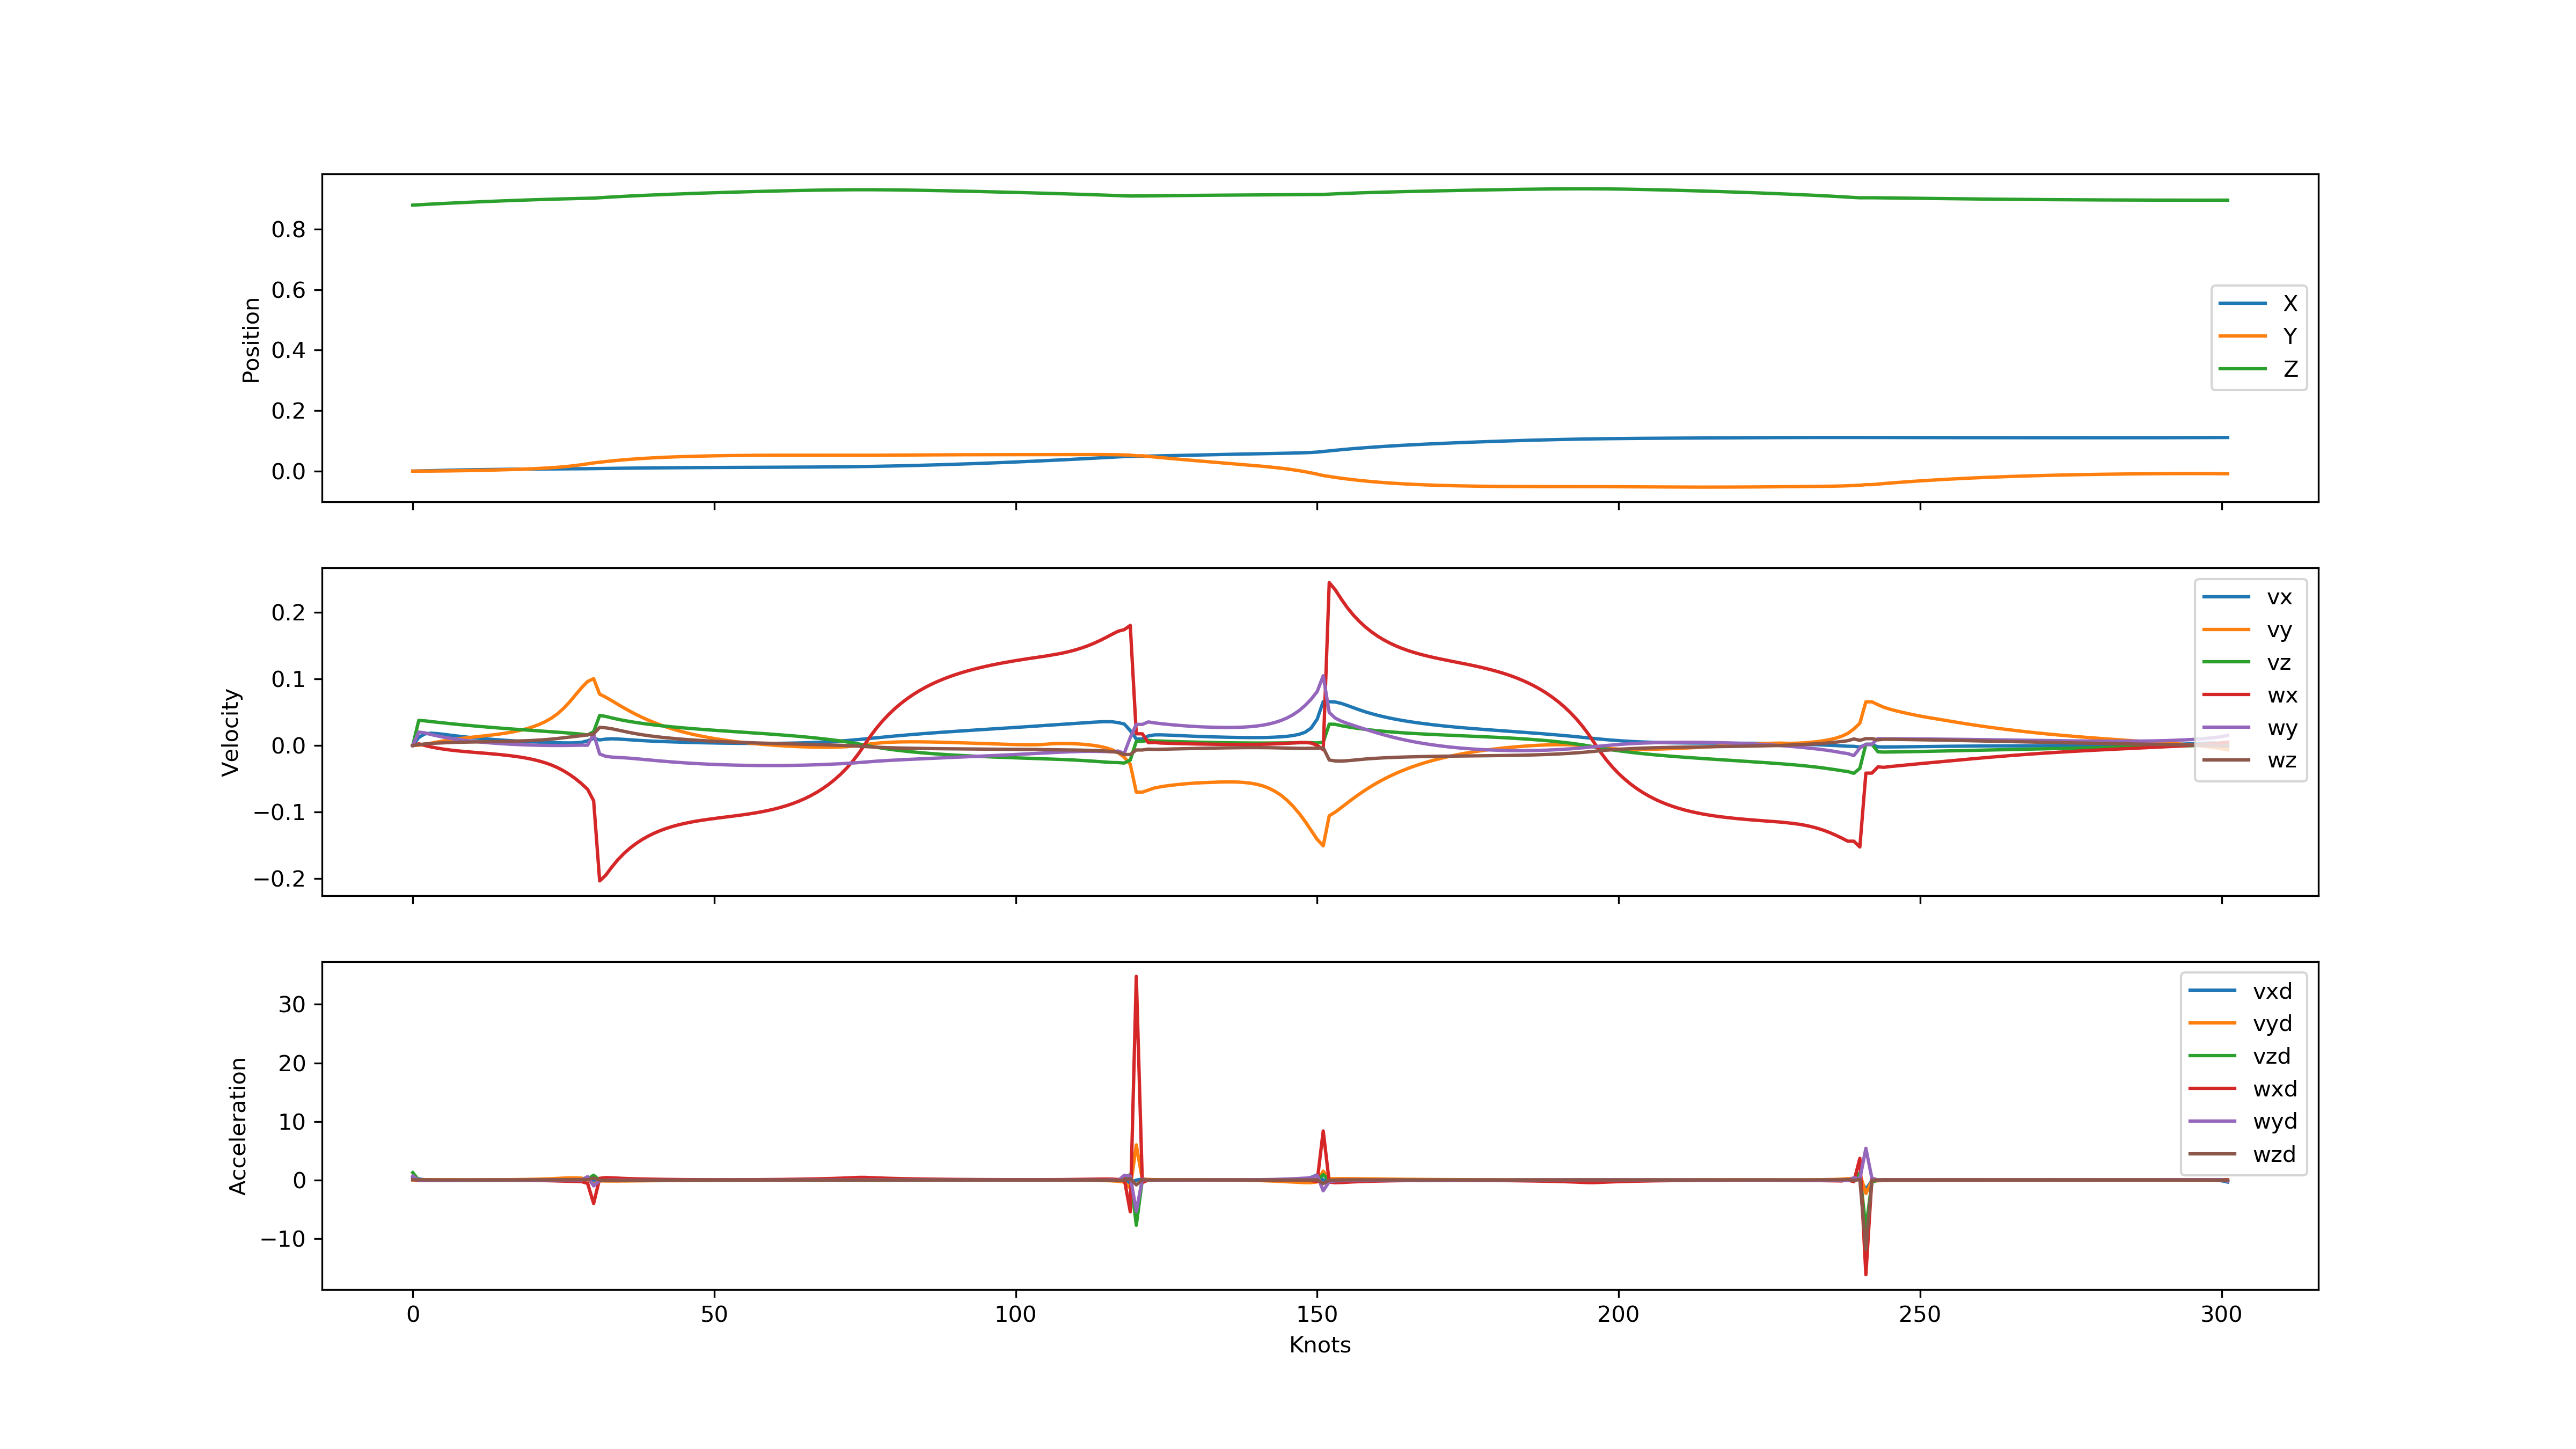 0.8
0.6
0.4
0.2
0.0
Position
X
Y
Z
0.2
0.1
0.0
−0.1
−0.2
Velocity
vx
vy
vz
wx
wy
wz
30
20
10
0
−10
Acceleration
vxd
vyd
vzd
wxd
wyd
wzd
0 50 100 150 200 250 300
Knots